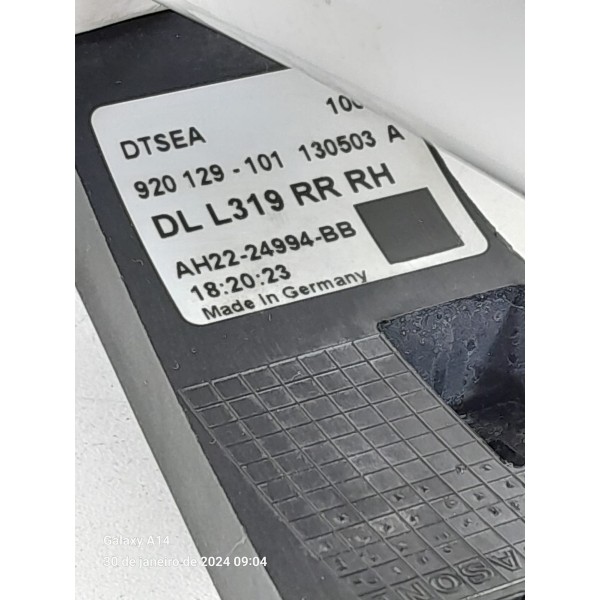 DTSEA
920 129 - 101 130503 A
DL L319 RR RH
AH22-24994-BB
18:20:23
Made in Germany
Galaxy A14
30 de janeiro de 2024 09:04